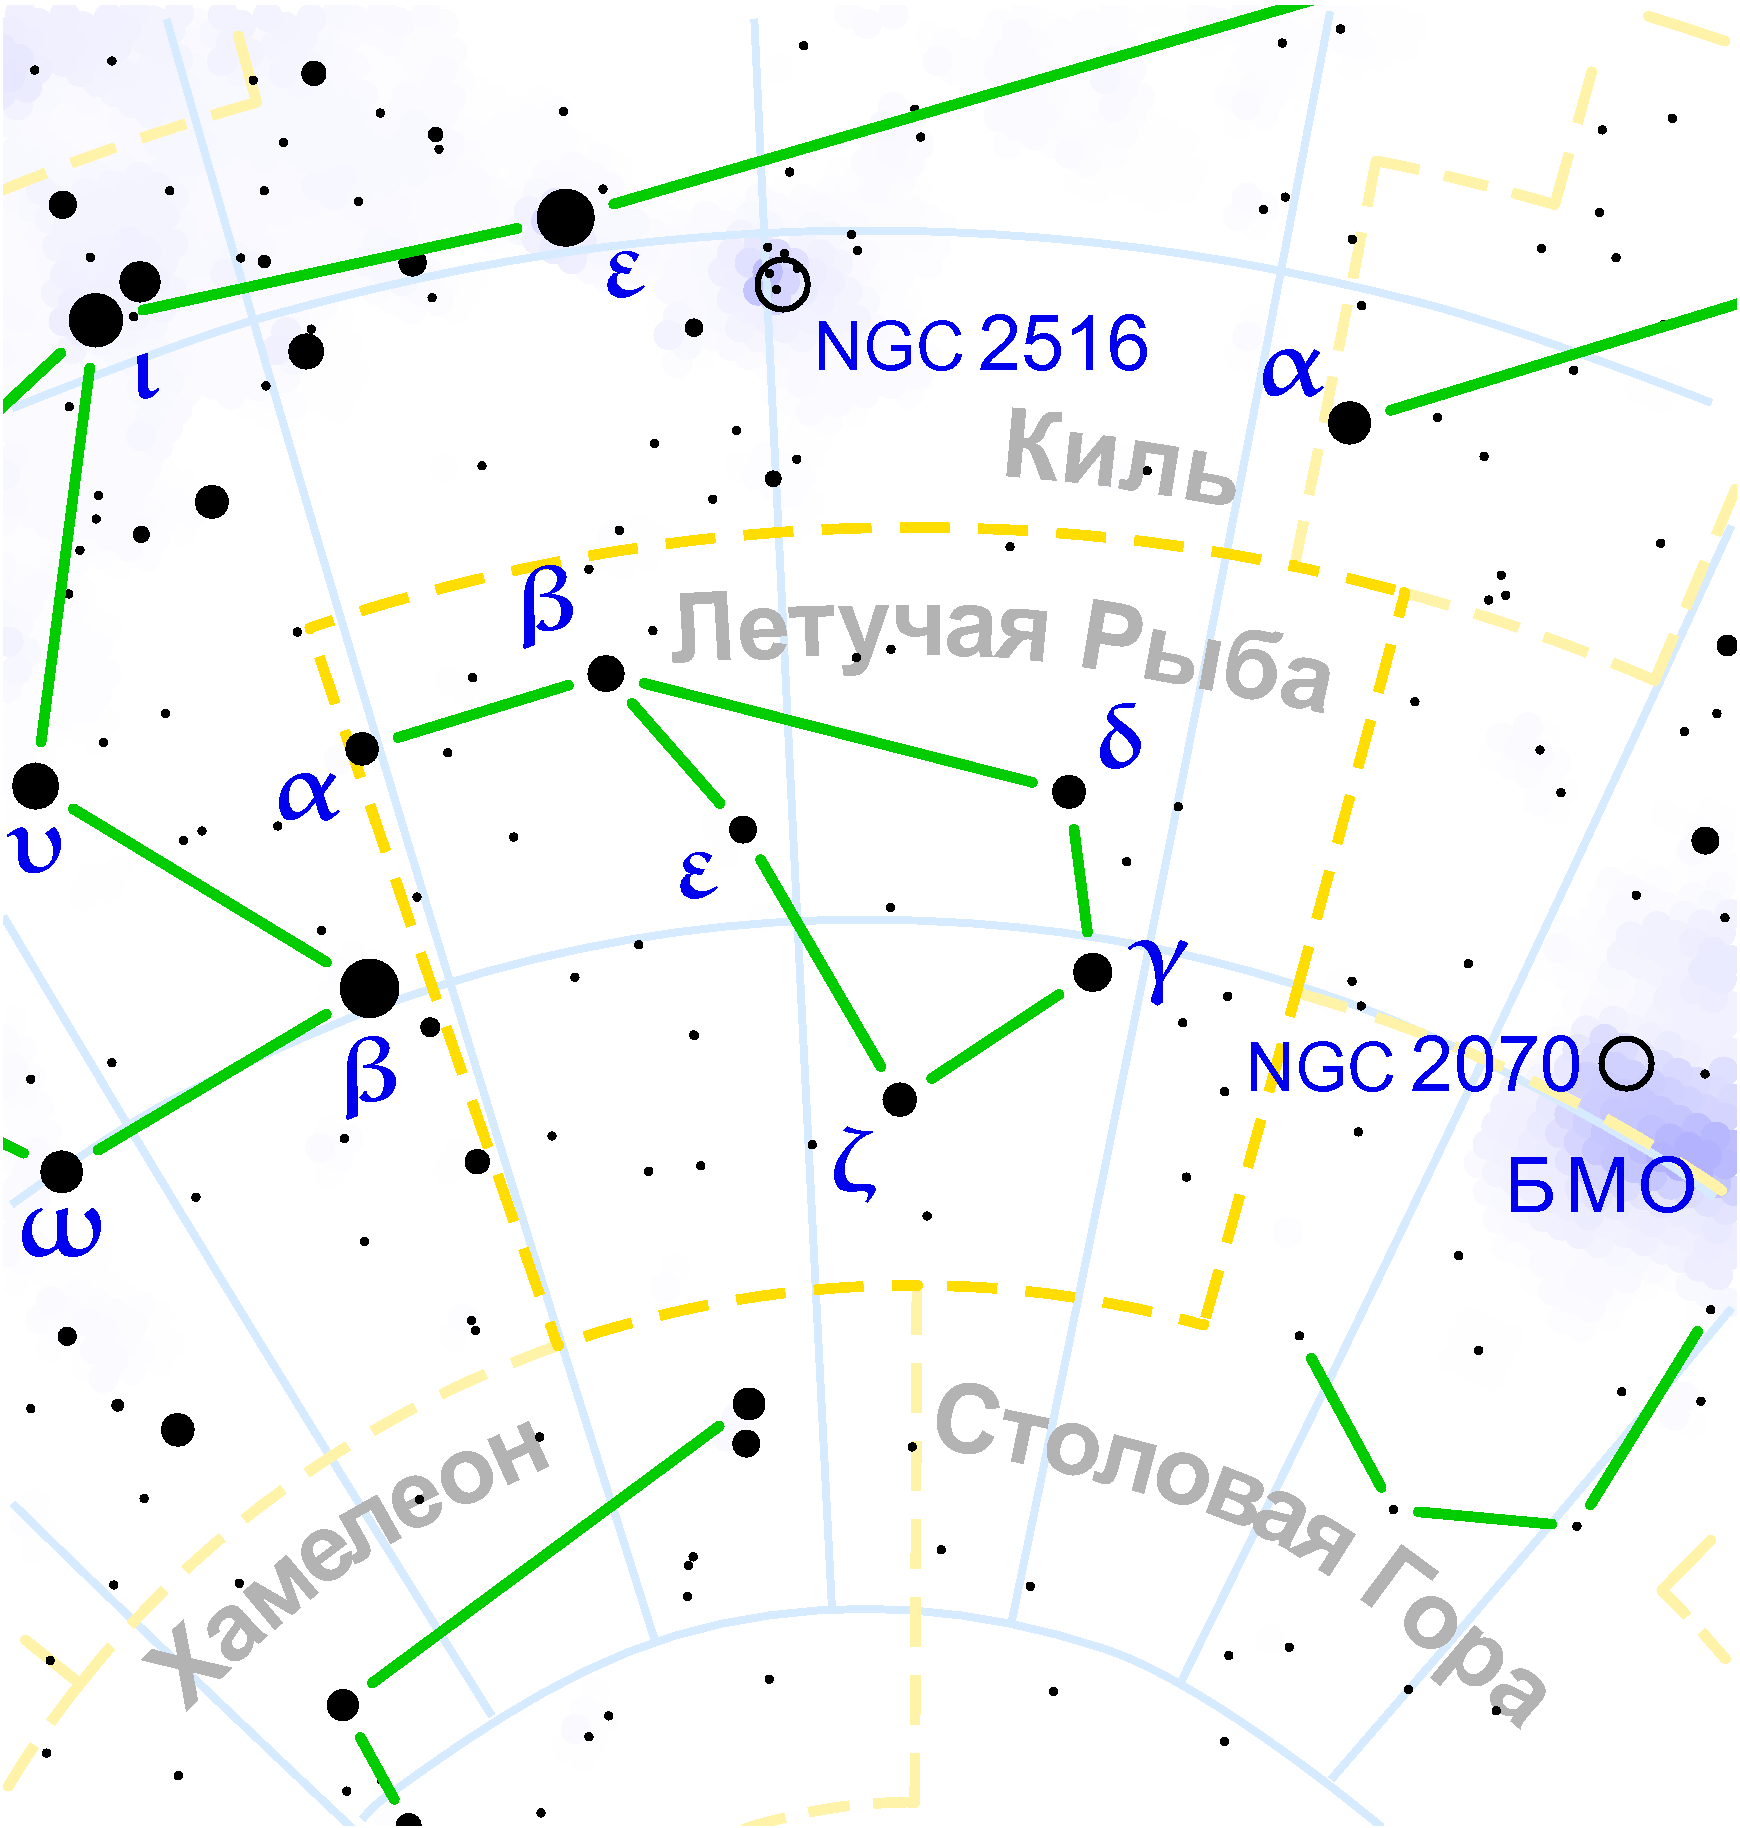 ε
ι
NGC 2516
α
Киль
β
Летучая Рыба
δ
α
ε
υ
γ
β
NGC 2070
ζ
БМО
ω
Хамелеон
Столовая Гора